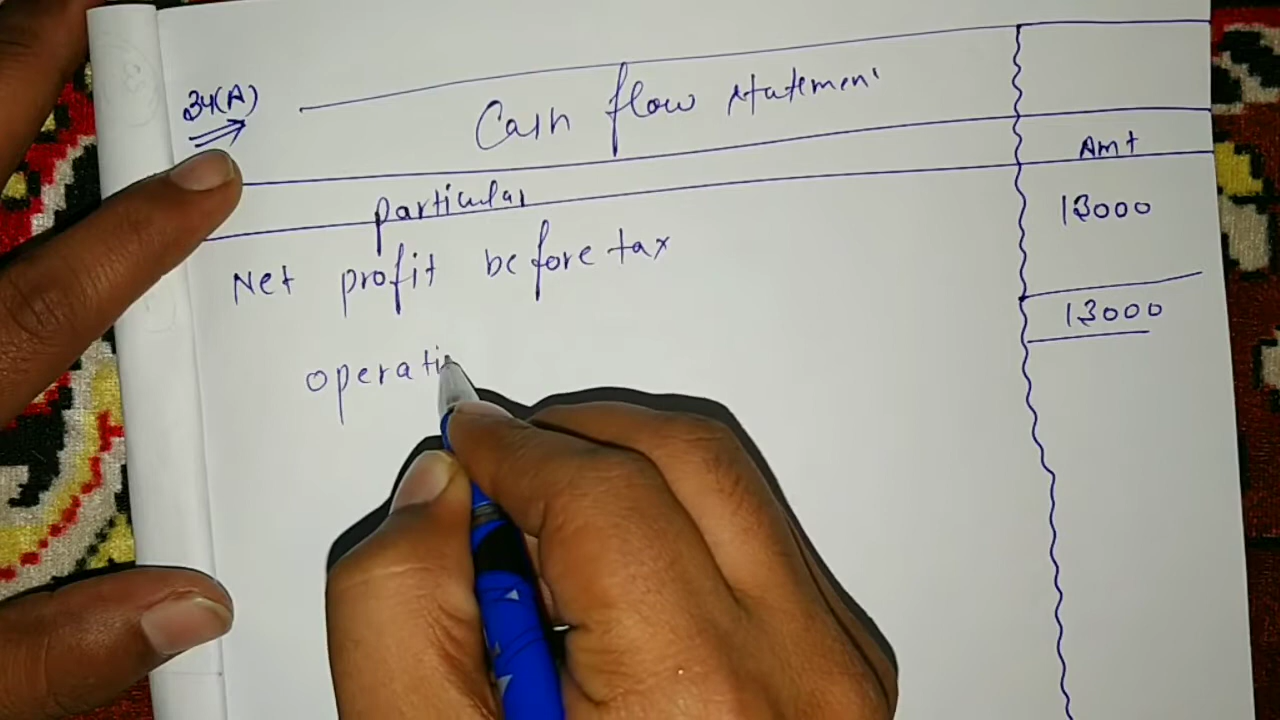 34(A)
Cash flow statement
particular
Amt
Net profit before tax
13000
13000
operati